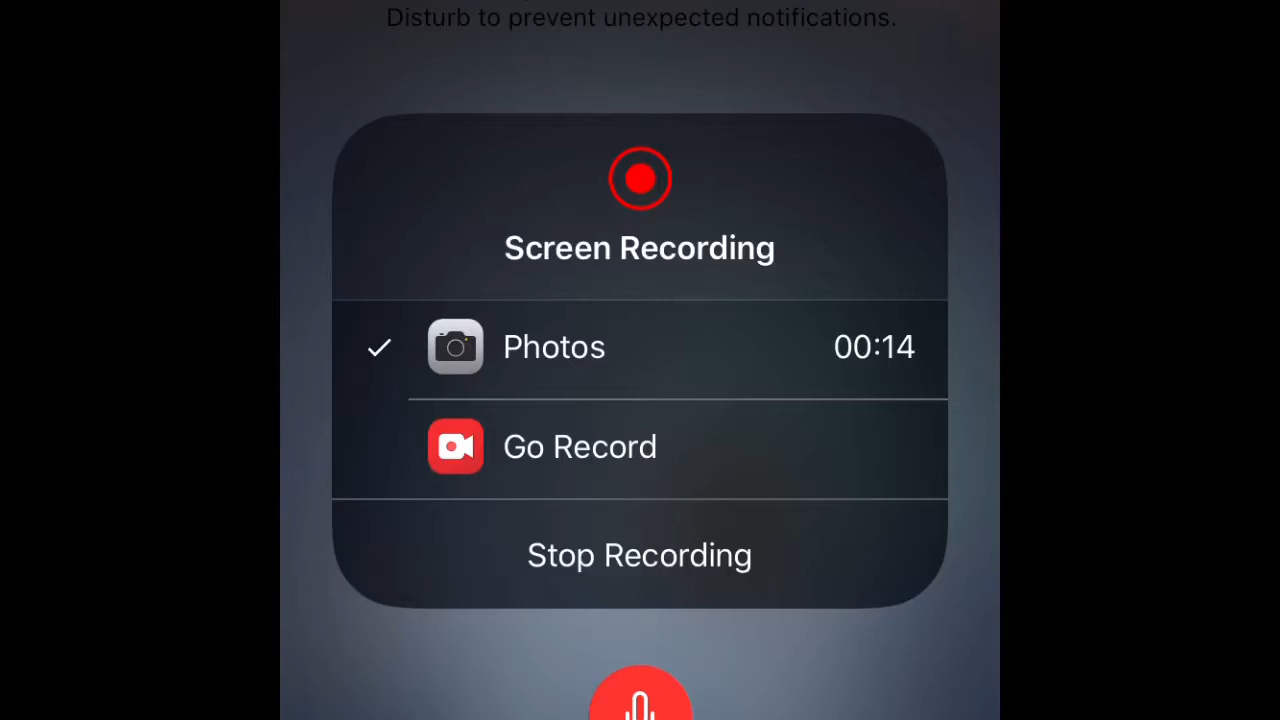 Disturb to prevent unexpected notifications.
Screen Recording
Photos 00:14
Go Record
Stop Recording